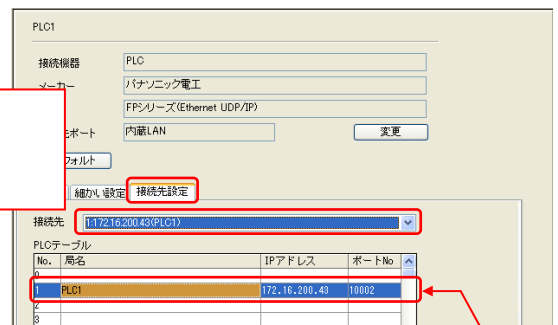 PLC1
接続機器 PLC
メーカー パナソニック電工
FPシリーズ(Ethernet UDP/IP)
ポート 内蔵LAN 変更
フォルト
細かい設定 接続先設定
接続先 1:172.16.200.43(PLC1)
PLCテーブル
No. 局名 IPアドレス ポートNo
0
1 PLC1 172.16.200.43 10002
2
3